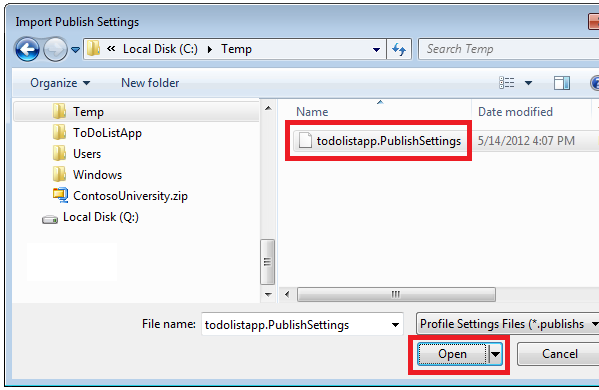 Import Publish Settings
« Local Disk (C:) Temp
Search Temp
Organize New folder
Name Date modified
Temp
ToDoListApp
Users
Windows
ContosoUniversity.zip
Local Disk (Q:)
todolistapp.PublishSettings 5/14/2012 4:07 PM
File name: todolistapp.PublishSettings Profile Settings Files (*.publishs
Open Cancel